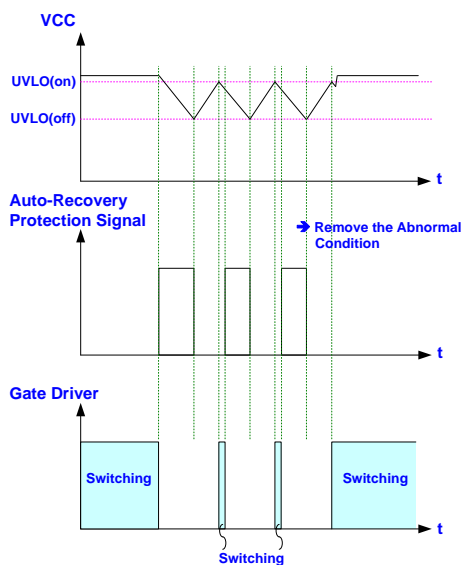 VCC
UVLO(on)
UVLO(off)
t
Auto-Recovery
Protection Signal
➔ Remove the Abnormal
Condition
t
Gate Driver
Switching
Switching
t
Switching